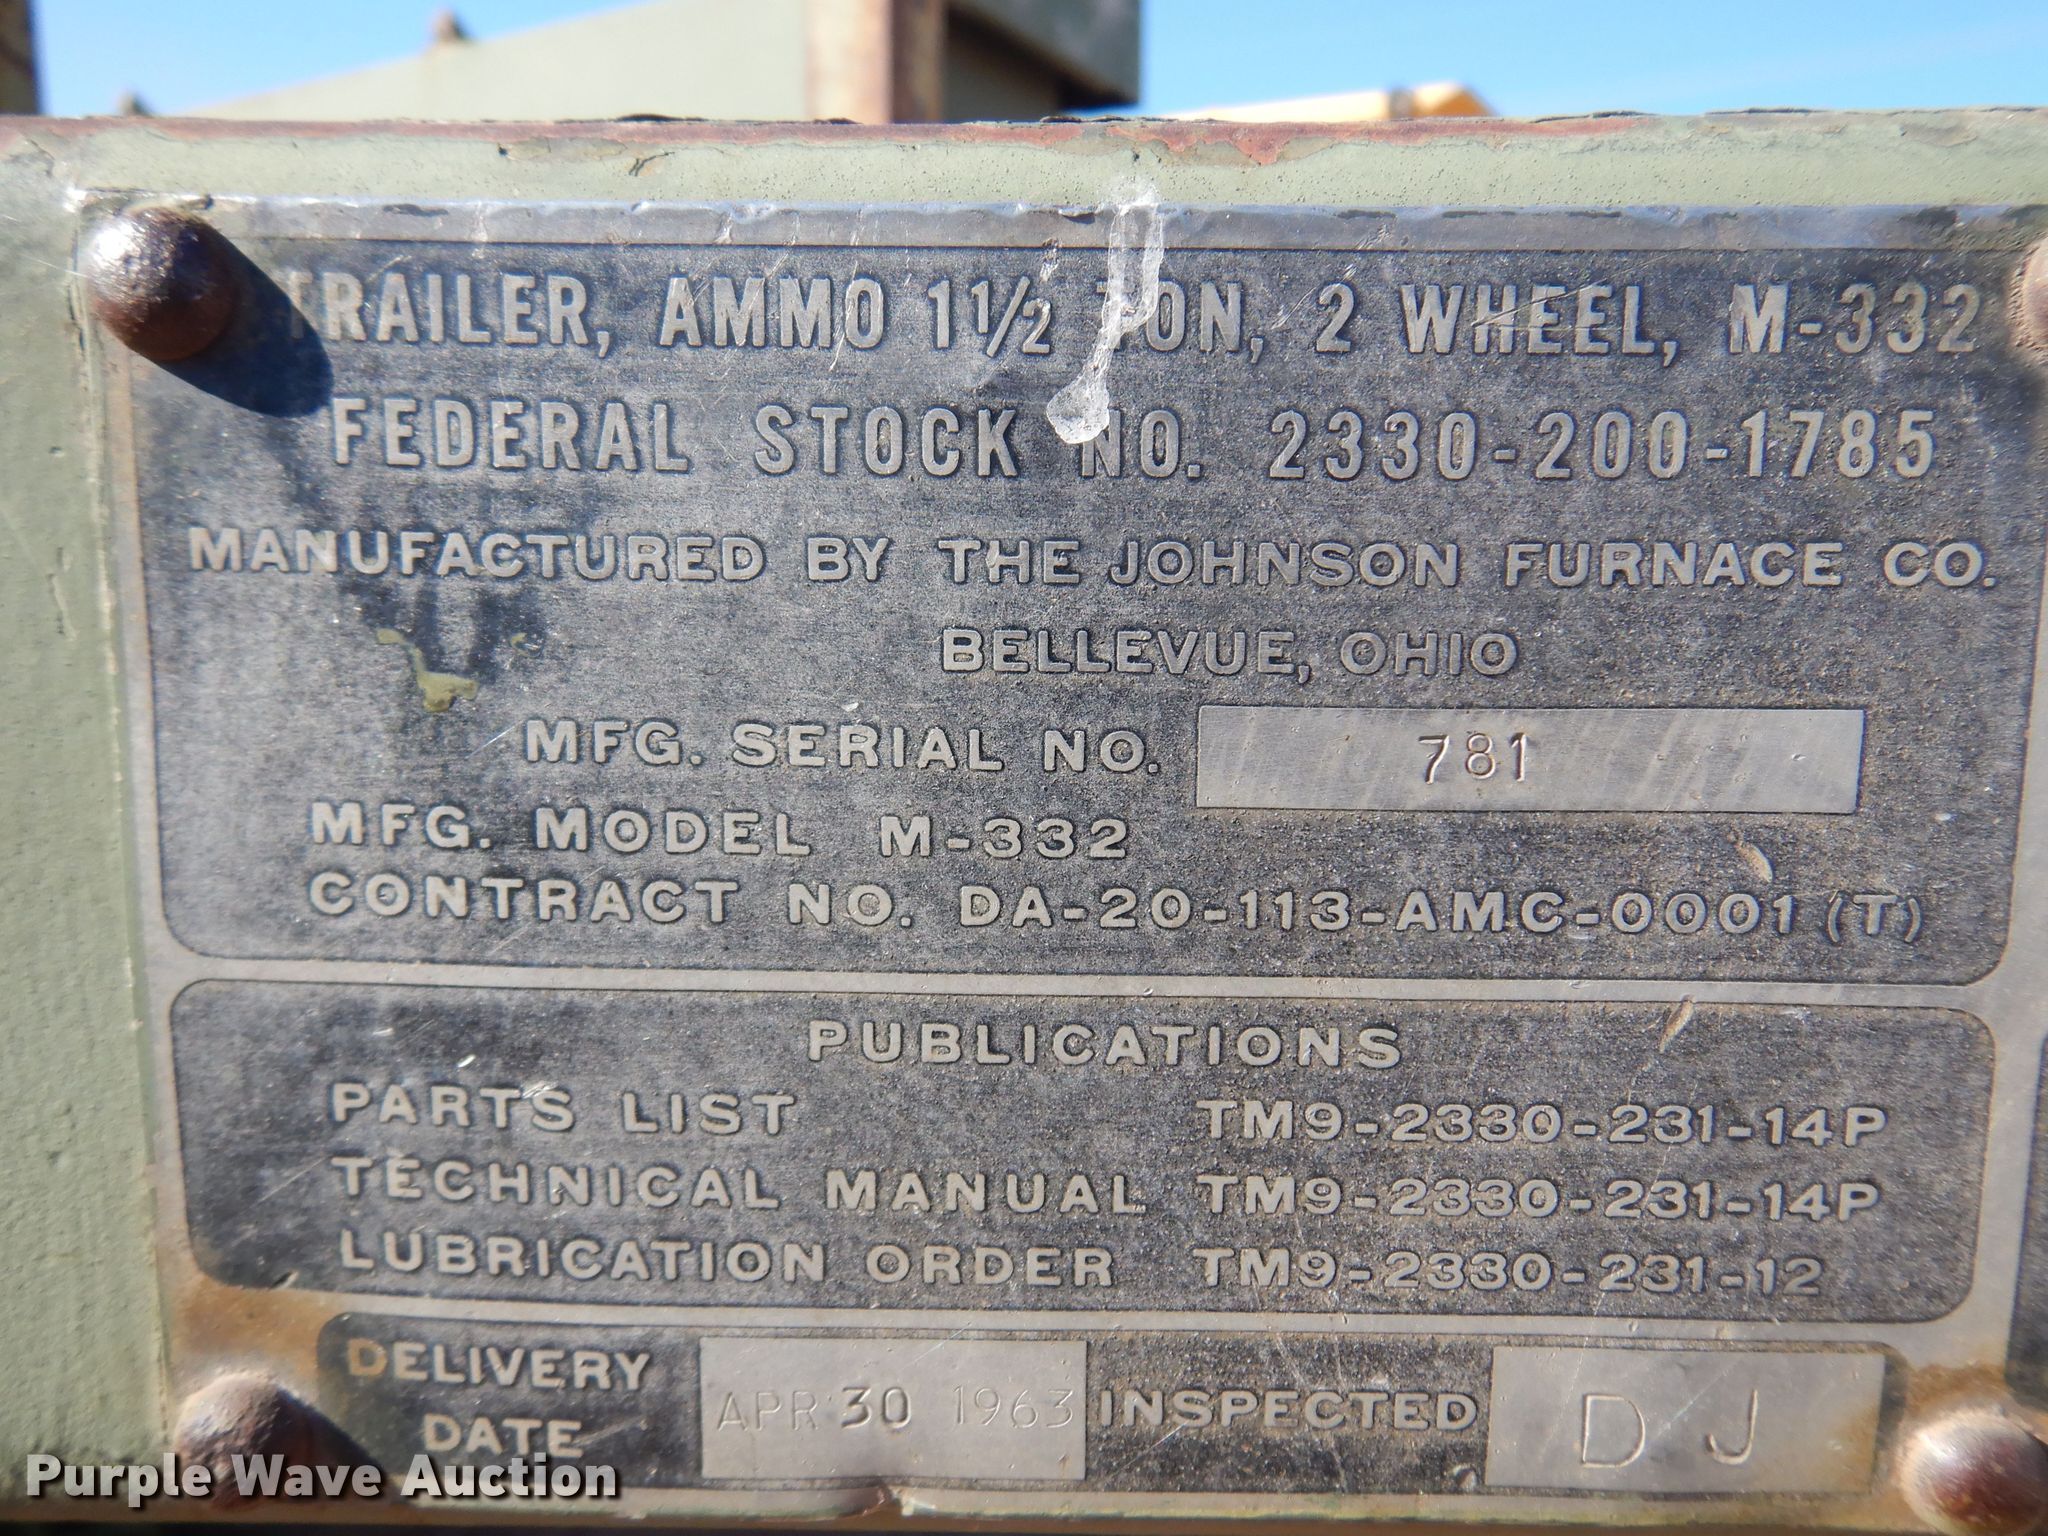 TRAILER, AMMO 1 1/2 TON, 2 WHEEL, M-332
FEDERAL STOCK NO. 2330-200-1785
MANUFACTURED BY THE JOHNSON FURNACE CO.
BELLEVUE, OHIO
MFG. SERIAL NO. 781
MFG. MODEL M-332
CONTRACT NO. DA-20-113-AMC-0001 (T)
PUBLICATIONS
PARTS LIST TM9-2330-231-14P
TECHNICAL MANUAL TM9-2330-231-14P
LUBRICATION ORDER TM9-2330-231-12
DELIVERY DATE APR 30 1963 INSPECTED D J
Purple Wave Auction